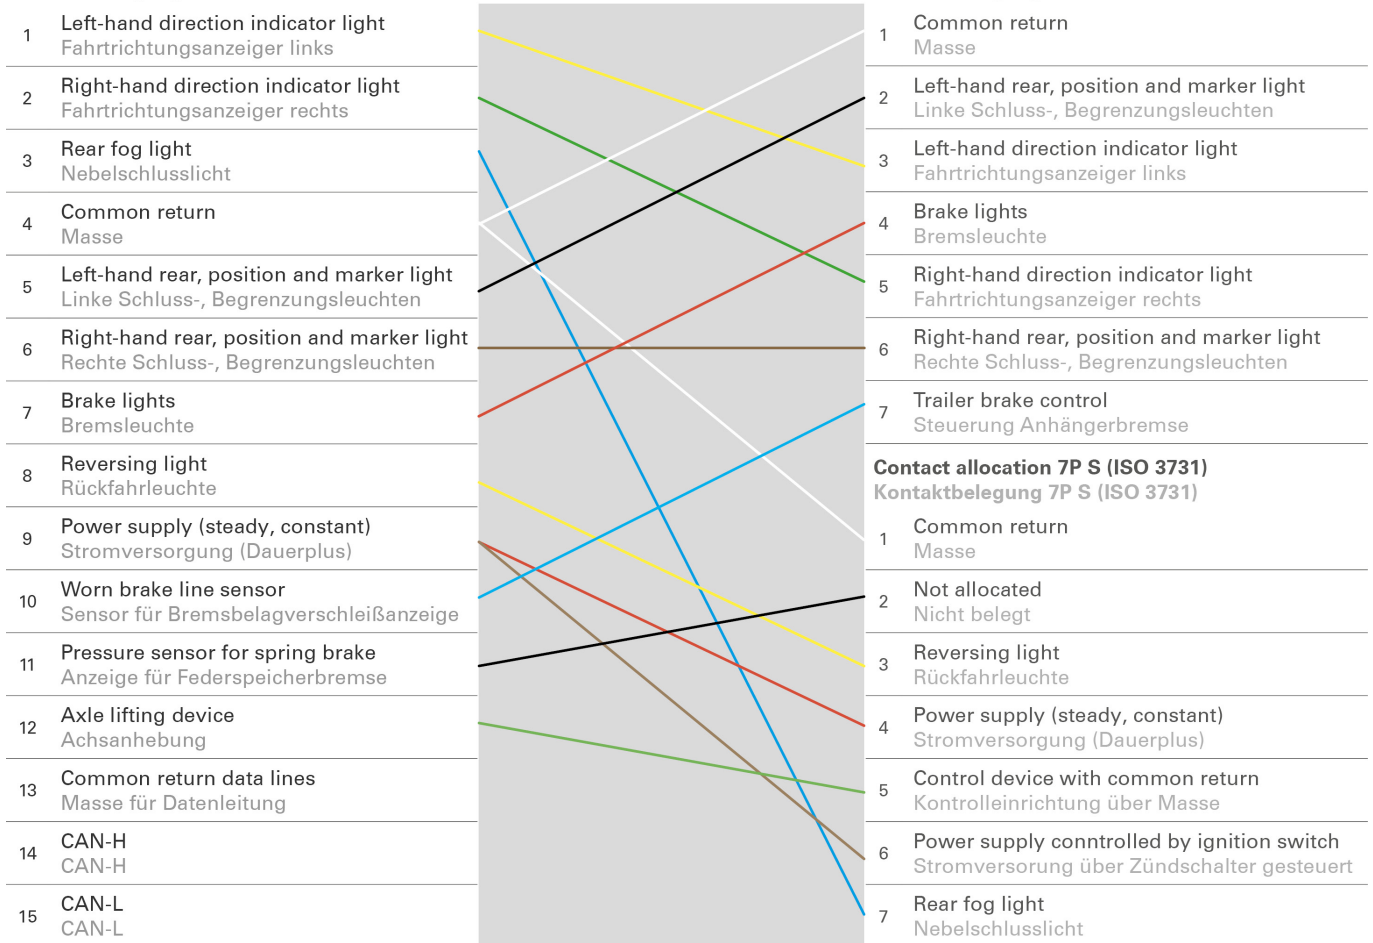 1 Left-hand direction indicator light
Fahrtrichtungsanzeiger links
2 Right-hand direction indicator light
Fahrtrichtungsanzeiger rechts
3 Rear fog light
Nebelschlusslicht
4 Common return
Masse
5 Left-hand rear, position and marker light
Linke Schluss-, Begrenzungsleuchten
6 Right-hand rear, position and marker light
Rechte Schluss-, Begrenzungsleuchten
7 Brake lights
Bremsleuchte
8 Reversing light
Rückfahrleuchte
9 Power supply (steady, constant)
Stromversorgung (Dauerplus)
10 Worn brake line sensor
Sensor für Bremsbelagverschleißanzeige
11 Pressure sensor for spring brake
Anzeige für Federspeicherbremse
12 Axle lifting device
Achsanhebung
13 Common return data lines
Masse für Datenleitung
14 CAN-H
CAN-H
15 CAN-L
CAN-L
1 Common return
Masse
2 Left-hand rear, position and marker light
Linke Schluss-, Begrenzungsleuchten
3 Left-hand direction indicator light
Fahrtrichtungsanzeiger links
4 Brake lights
Bremsleuchte
5 Right-hand direction indicator light
Fahrtrichtungsanzeiger rechts
6 Right-hand rear, position and marker light
Rechte Schluss-, Begrenzungsleuchten
7 Trailer brake control
Steuerung Anhängerbremse
Contact allocation 7P S (ISO 3731)
Kontaktbelegung 7P S (ISO 3731)
1 Common return
Masse
2 Not allocated
Nicht belegt
3 Reversing light
Rückfahrleuchte
4 Power supply (steady, constant)
Stromversorgung (Dauerplus)
5 Control device with common return
Kontrolleinrichtung über Masse
6 Power supply conntrolled by ignition switch
Stromversorung über Zündschalter gesteuert
7 Rear fog light
Nebelschlusslicht